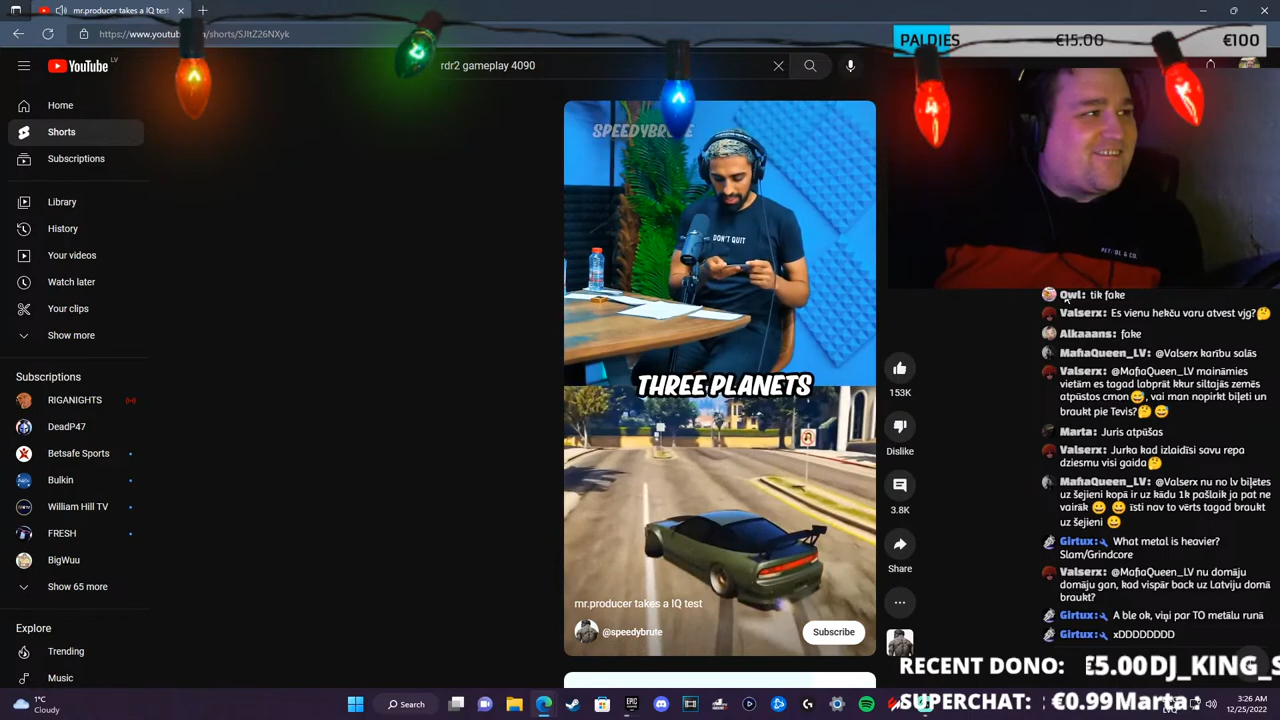 mr.producer takes a IQ test
https://www.youtub
m/shorts/SJltZ26NXyk
PALDIES
€15.00
€100
YouTube LV
rdr2 gameplay 4090
Home
Shorts
Subscriptions
Library
History
Your videos
Watch later
Your clips
Show more
Subscriptions
RIGANIGHTS
DeadP47
Betsafe Sports
Bulkin
William Hill TV
FRESH
BigWuu
Show 65 more
Explore
Trending
Music
SPEEDYBRUTE
DON'T QUIT
THREE PLANETS
mr.producer takes a IQ test
@speedybrute
Subscribe
153K
Dislike
3.8K
Share
Owl: tik fake
Valserx: Es vienu hekču varu atvest vjg?🤔
Alkaaans: fake
MafiaQueen_LV: @Valserx karību salās
Valserx: @MafiaQueen_LV maināmies
vietām es tagad labprāt kkur siltajās zemēs
atpūstos cmon😅, vai man nopirkt biļeti un
braukt pie Tevis?🤔 😅
Marta: Juris atpūšas
Valserx: Jurka kad izlaidīsi savu repa
dziesmu visi gaida🤔
MafiaQueen_LV: @Valserx nu no lv biļetes
uz šejieni kopā ir uz kādu 1k pašlaik ja pat ne
vairāk 😀 😀 īsti nav to vērts tagad braukt
uz šejieni 😀
Girtux: What metal is heavier?
Slam/Grindcore
Valserx: @MafiaQueen_LV nu domāju
domāju gan, kad vispār back uz Latviju domā
braukt?
Girtux: A ble ok, viņi par TO metālu runā
Girtux: xDDDDDDDD
RECENT DONO: €5.00 DJ_KING_S
SUPERCHAT: €0.99 Marta
1°C
Cloudy
Search
3:26 AM
12/25/2022